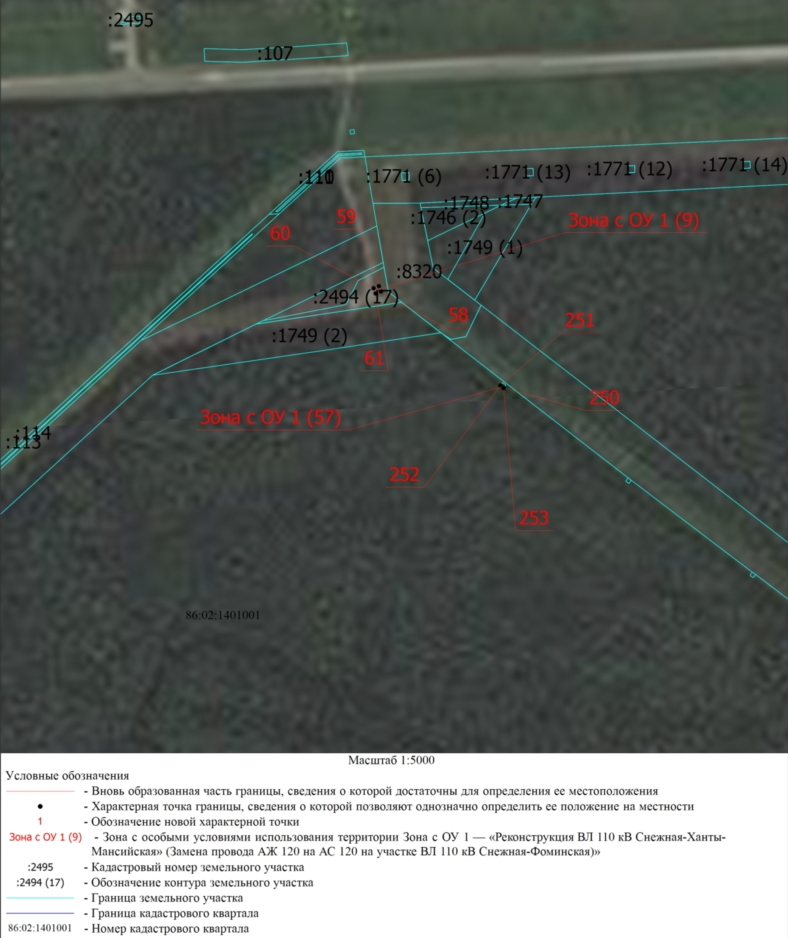 :2495
:107
:1771 (6)
:1771 (13)
:1771 (12)
:1771 (14)
:1748
:1747
59
:1746 (2)
Зона с ОУ 1 (9)
60
:1749 (1)
:8320
:2494 (17)
58
251
:1749 (2)
61
250
Зона с ОУ 1 (57)
:114
:113
252
253
86:02:1401001
Масштаб 1:5000
Условные обозначения
- Вновь образованная часть границы, сведения о которой достаточны для определения ее местоположения
- Характерная точка границы, сведения о которой позволяют однозначно определить ее положение на местности
1 - Обозначение новой характерной точки
Зона с ОУ 1 (9) - Зона с особыми условиями использования территории Зона с ОУ 1 — «Реконструкция ВЛ 110 кВ Снежная-Ханты-
Мансийская» (Замена провода АЖ 120 на АС 120 на участке ВЛ 110 кВ Снежная-Фоминская)»
:2495 - Кадастровый номер земельного участка
:2494 (17) - Обозначение контура земельного участка
- Граница земельного участка
- Граница кадастрового квартала
86:02:1401001 - Номер кадастрового квартала